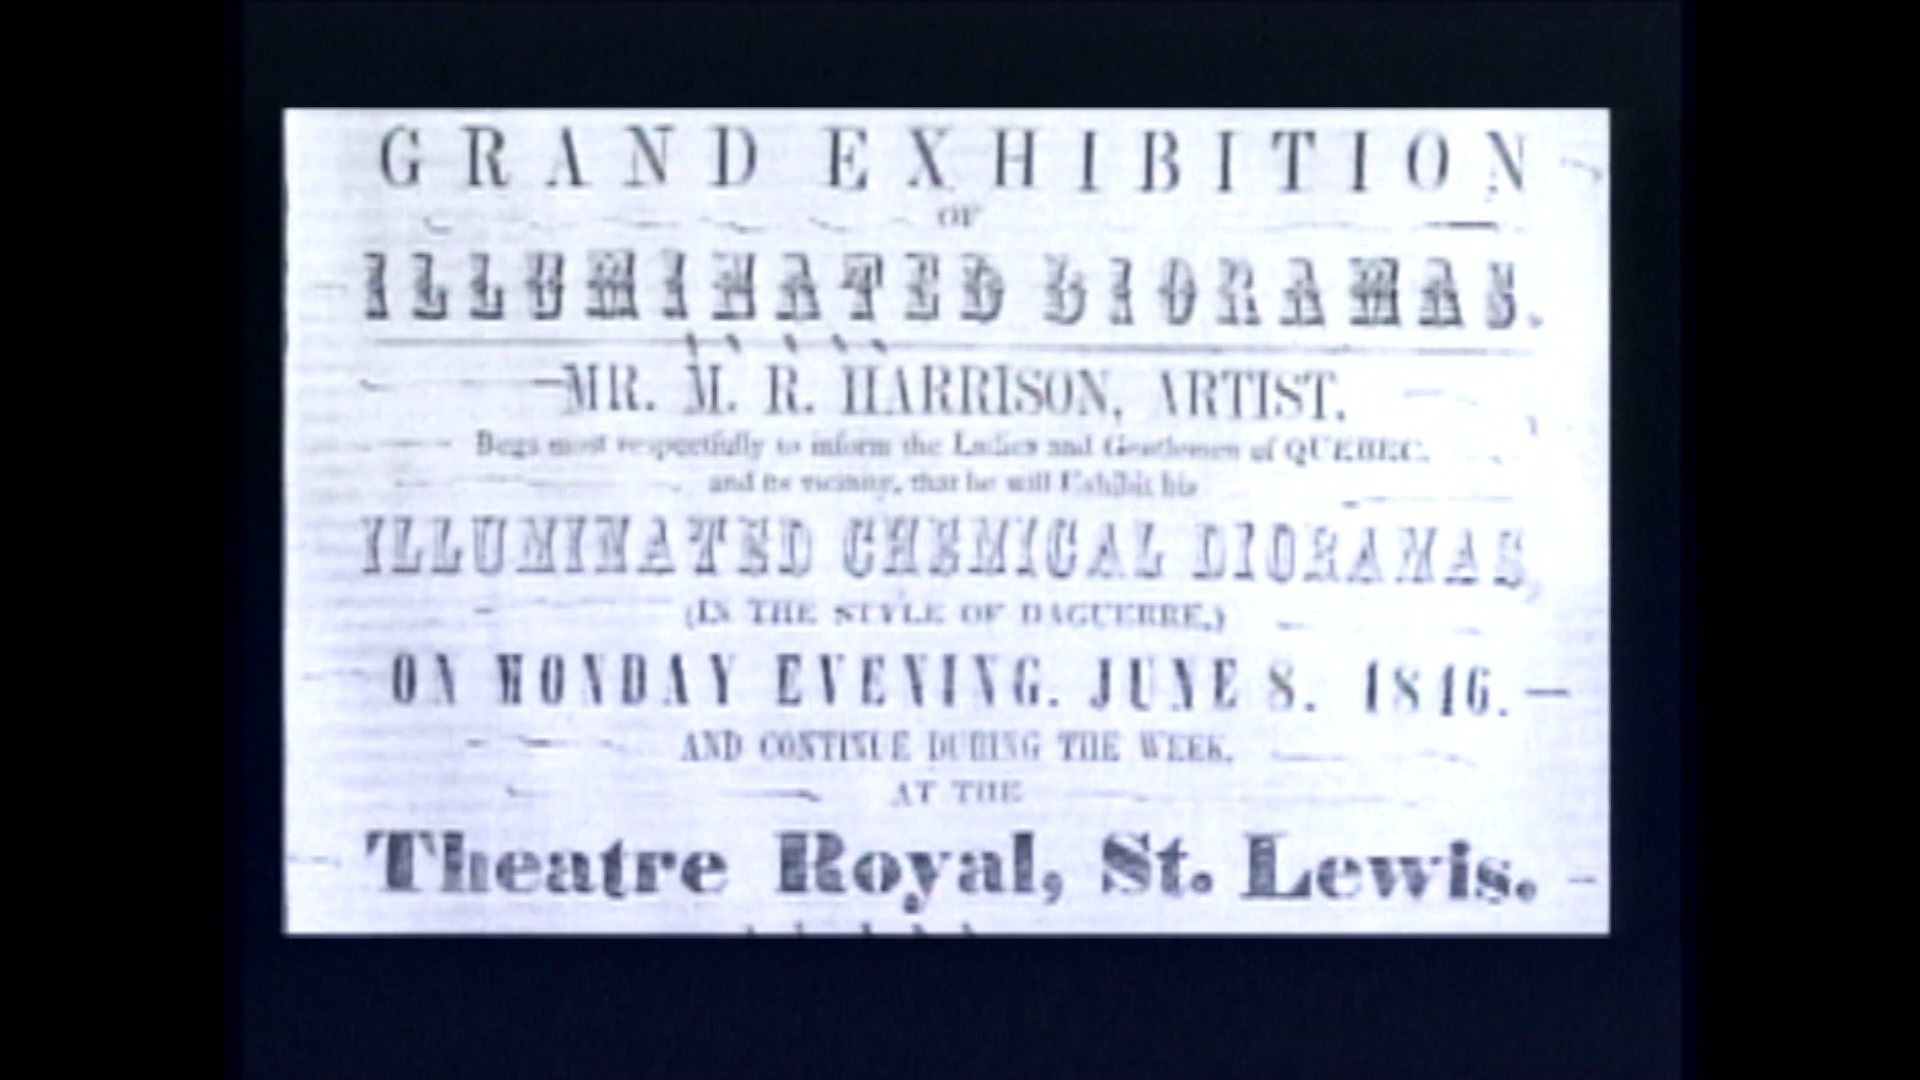 GRAND EXHIBITION
OF
ILLUMINATED DIORAMAS.
MR. M. R. HARRISON, ARTIST.
Begs most respectfully to inform the Ladies and Gentlemen of QUEBEC,
and its vicinity, that he will Exhibit his
ILLUMINATED CHEMICAL DIORAMAS,
(IN THE STYLE OF DAGUERRE.)
ON MONDAY EVENING. JUNE 8. 1846.—
AND CONTINUE DURING THE WEEK.
AT THE
Theatre Royal, St. Lewis.